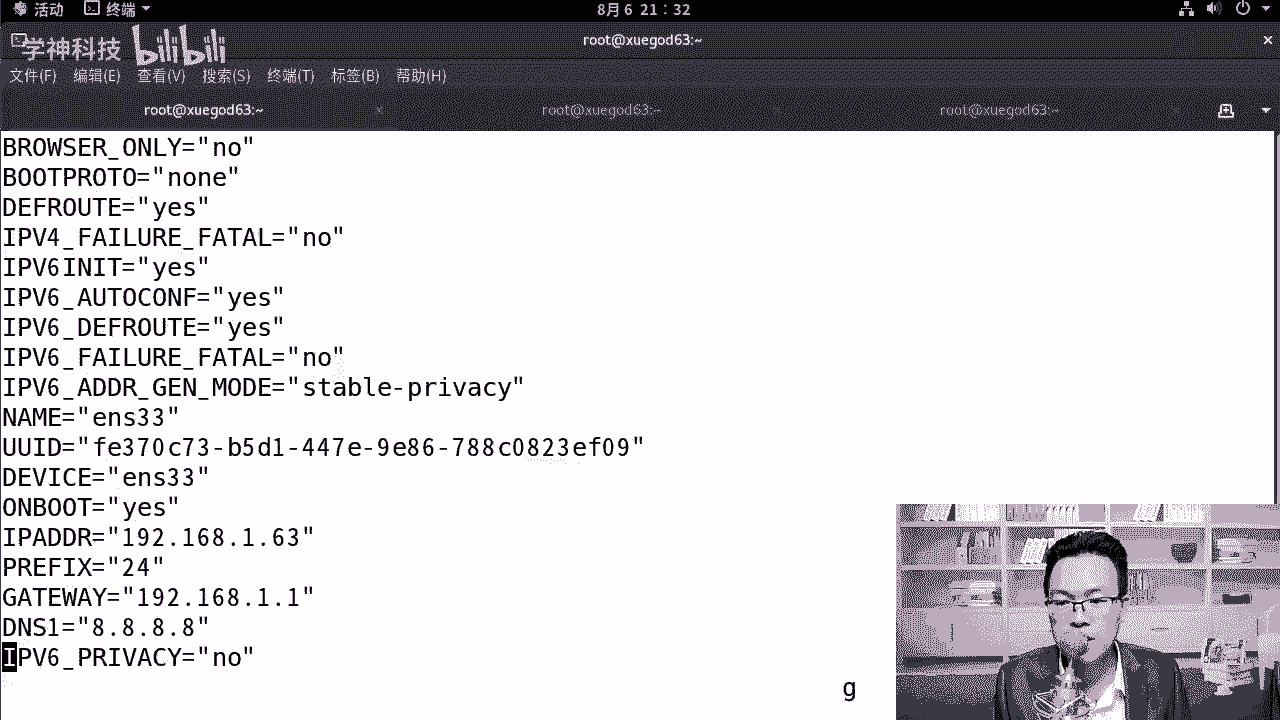 活动 终端 8月6 21：32
学神科技 bilibili
root@xuegod63:~
文件(F) 编辑(E) 查看(V) 搜索(S) 终端(T) 标签(B) 帮助(H)
root@xuegod63:~ root@xuegod63:~ root@xuegod63:~
BROWSER_ONLY="no"
BOOTPROTO="none"
DEFROUTE="yes"
IPV4_FAILURE_FATAL="no"
IPV6INIT="yes"
IPV6_AUTOCONF="yes"
IPV6_DEFROUTE="yes"
IPV6_FAILURE_FATAL="no"
IPV6_ADDR_GEN_MODE="stable-privacy"
NAME="ens33"
UUID="fe370c73-b5d1-447e-9e86-788c0823ef09"
DEVICE="ens33"
ONBOOT="yes"
IPADDR="192.168.1.63"
PREFIX="24"
GATEWAY="192.168.1.1"
DNS1="8.8.8.8"
IPV6_PRIVACY="no"
g